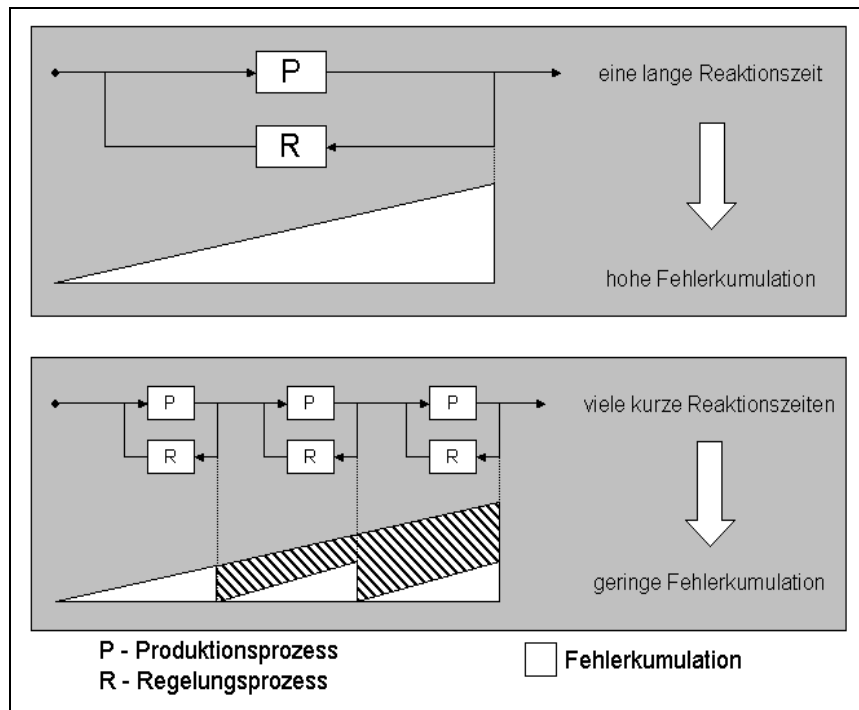 P
eine lange Reaktionszeit
R
hohe Fehlerkumulation
P P P viele kurze Reaktionszeiten
R R R
geringe Fehlerkumulation
P - Produktionsprozess
R - Regelungsprozess
Fehlerkumulation